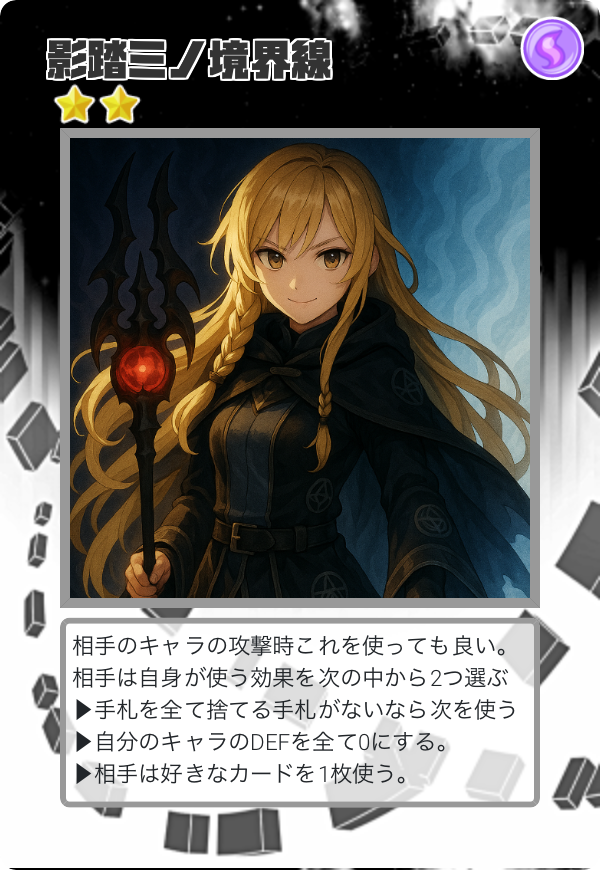 影踏ミノ境界線
相手のキャラの攻撃時これを使っても良い。
相手は自身が使う効果を次の中から2つ選ぶ
▶手札を全て捨てる手札がないなら次を使う
▶自分のキャラのDEFを全て0にする。
▶相手は好きなカードを1枚使う。